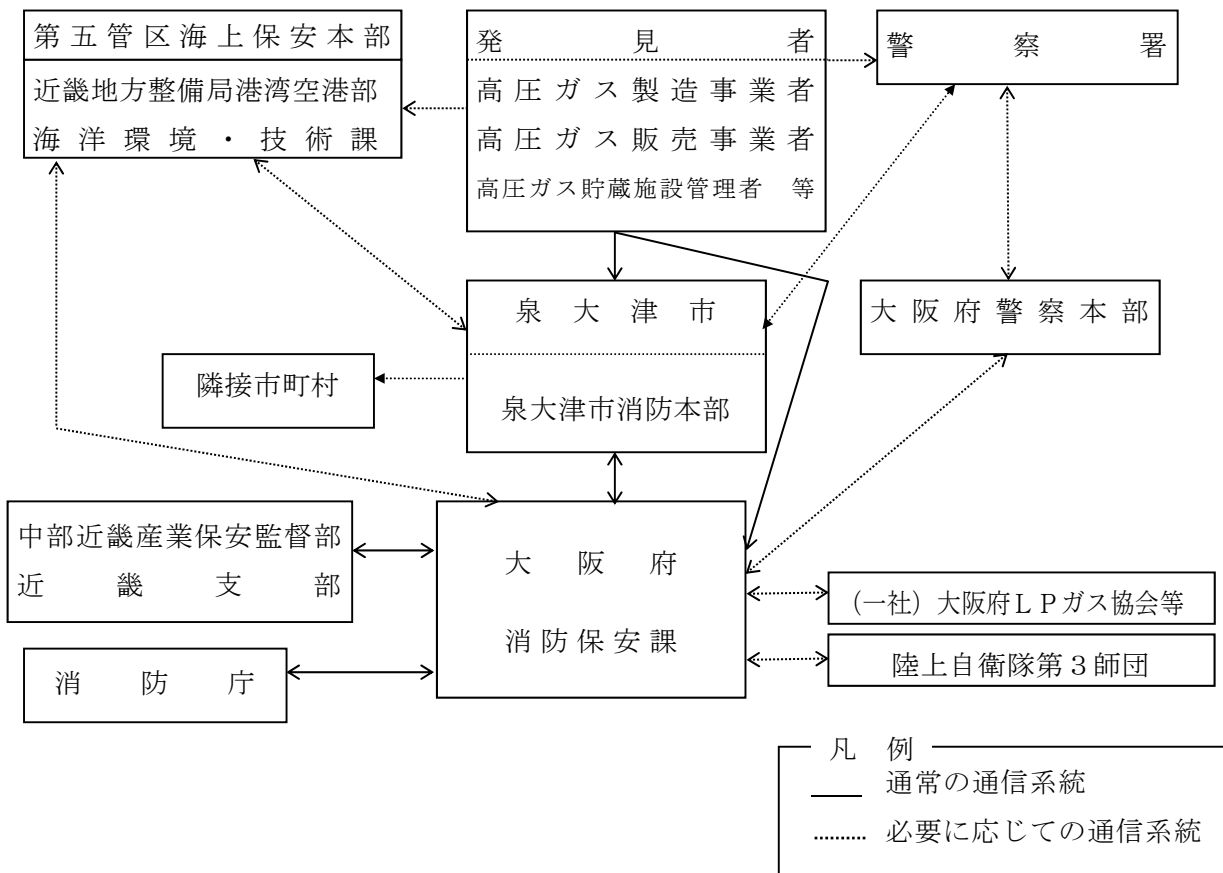 第五管区海上保安本部
近畿地方整備局港湾空港部
海洋環境・技術課
発見者
高圧ガス製造事業者
高圧ガス販売事業者
高圧ガス貯蔵施設管理者 等
警察署
泉大津市
泉大津市消防本部
大阪府警察本部
隣接市町村
中部近畿産業保安監督部
近畿支部
消防庁
大阪府
消防保安課
(一社)大阪府LPガス協会等
陸上自衛隊第3師団
凡例
通常の通信系統
必要に応じての通信系統